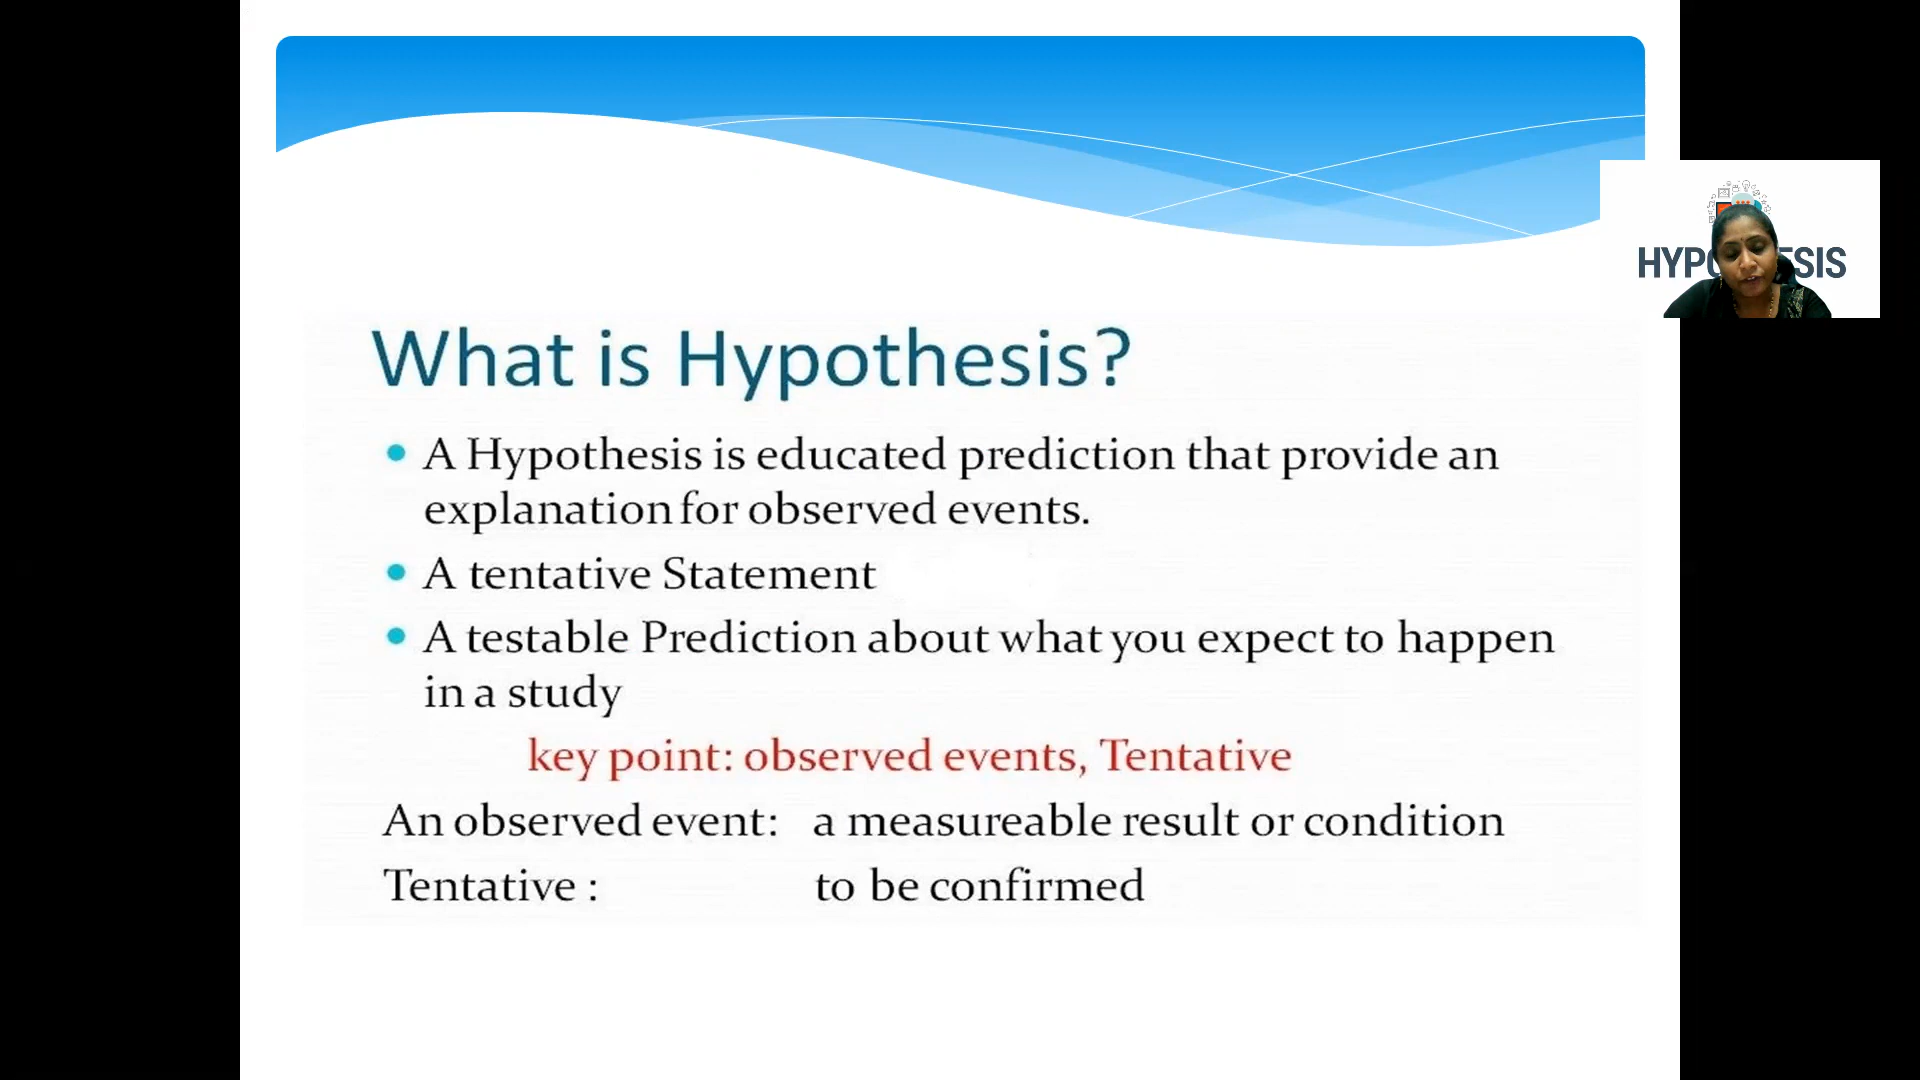 What is Hypothesis?
A Hypothesis is educated prediction that provide an
explanation for observed events.
A tentative Statement
A testable Prediction about what you expect to happen
in a study
key point: observed events, Tentative
An observed event: a measureable result or condition
Tentative : to be confirmed